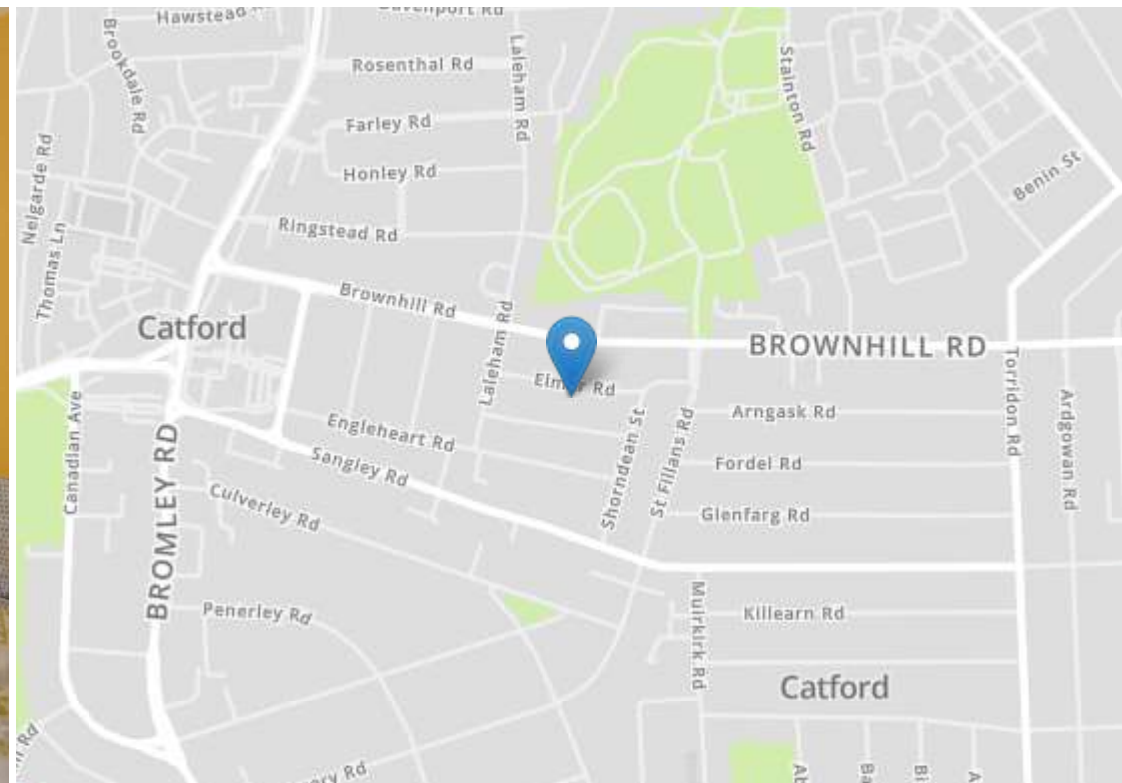 Rosenthal Rd
Laleham Rd
Stainton Rd
Brookdale Rd
Farley Rd
Honley Rd
Benin St
Nelgarde Rd
Thomas Ln
Ringstead Rd
Brownhill Rd
Catford
BROWNHILL RD
Laleham Rd
Rd
Torridon Rd
Arngask Rd
Ardgowan Rd
Canadian Ave
Engleheart Rd
Shorndean St
St Fillans Rd
Sangley Rd
Fordel Rd
BROMLEY RD
Culverley Rd
Glenfarg Rd
Penerley Rd
Muirkirk Rd
Killearn Rd
Catford
Rd
Rd